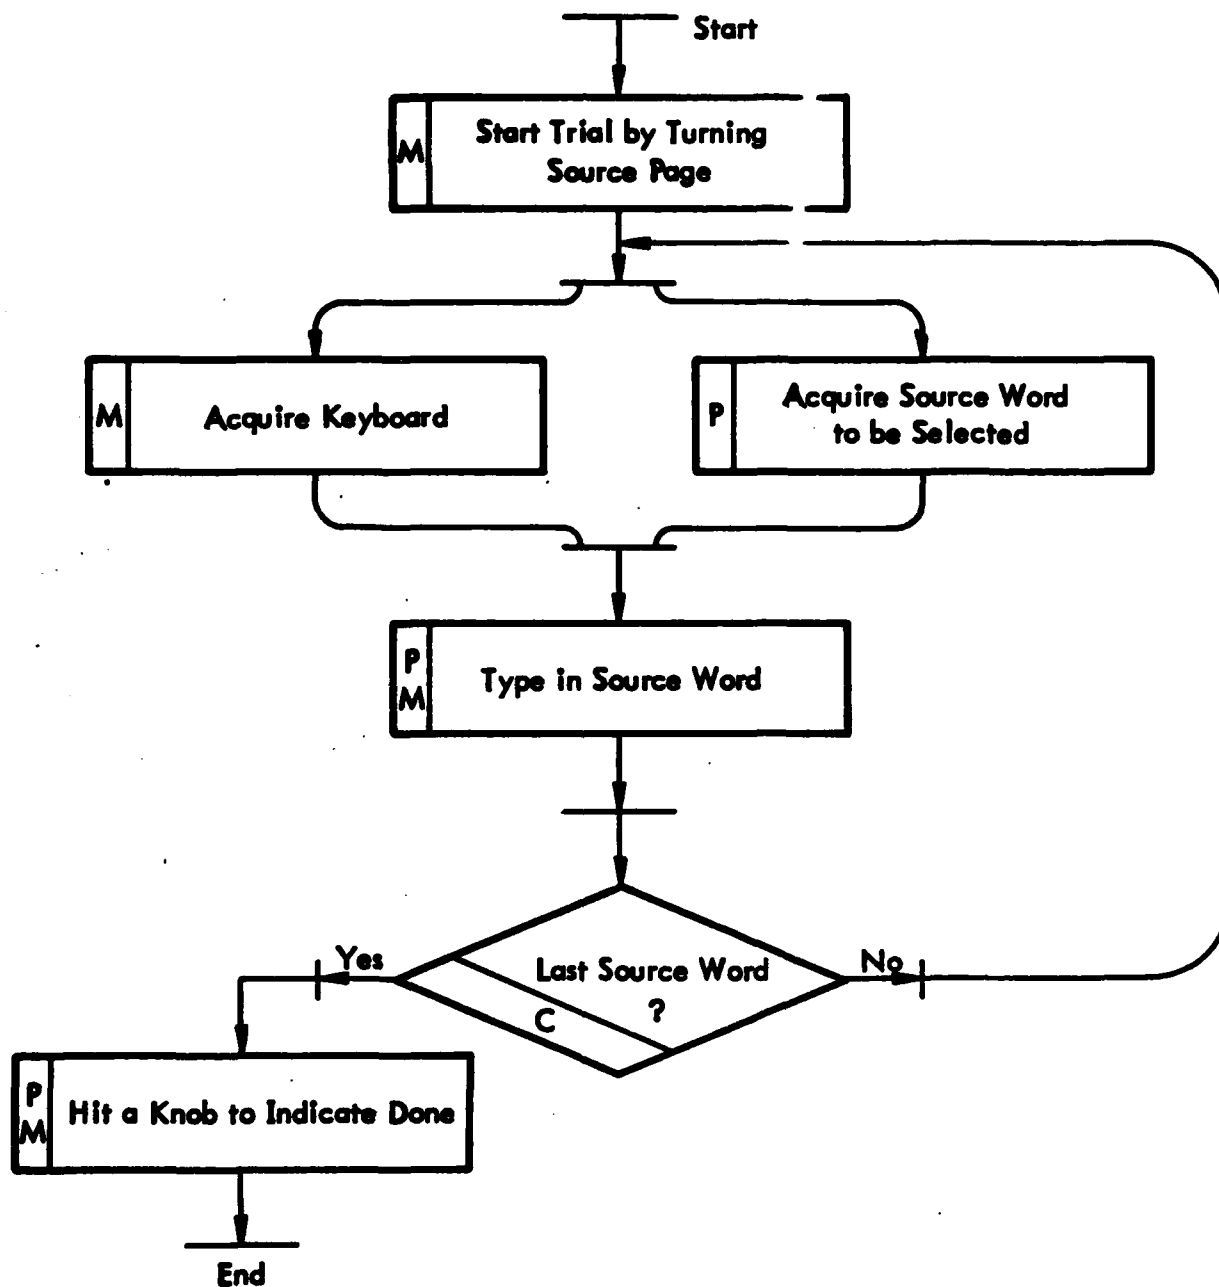 Start
M
Start Trial by Turning
Source Page
M
Acquire Keyboard
P
Acquire Source Word
to be Selected
P
M
Type in Source Word
Yes
Last Source Word
?
C
No
P
M
Hit a Knob to Indicate Done
End